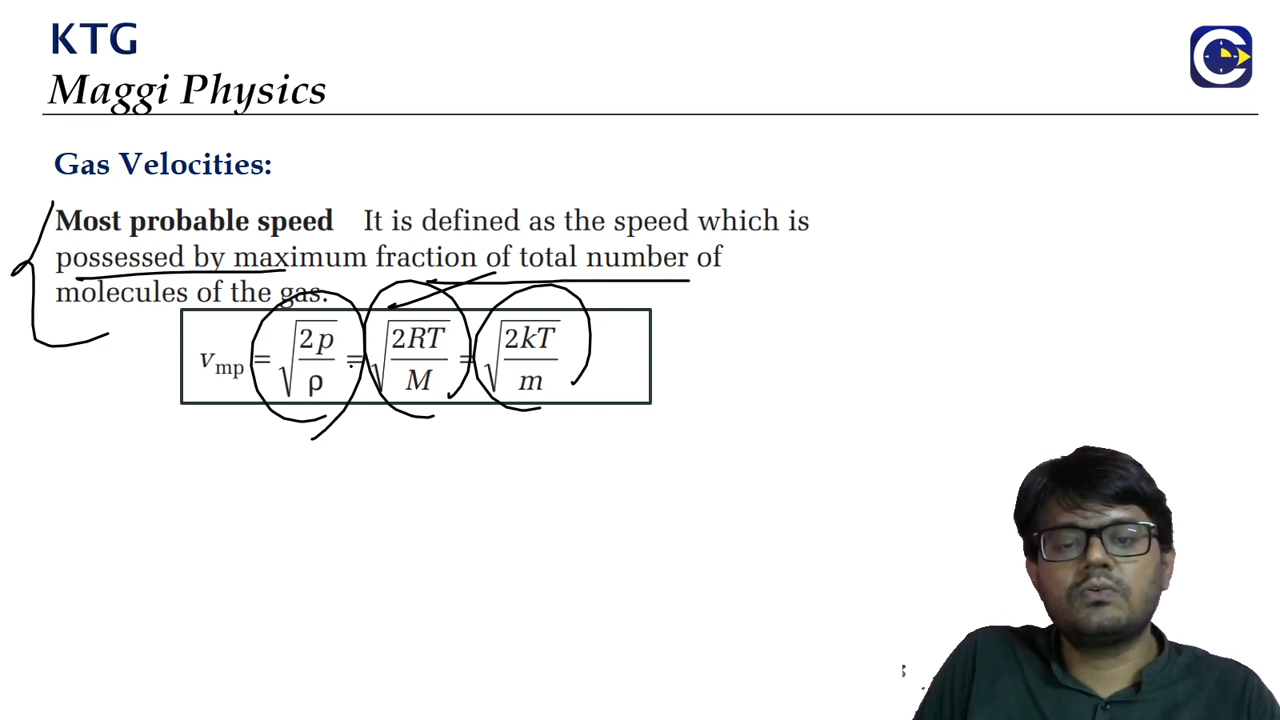 KTG
Maggi Physics
Gas Velocities:
Most probable speed It is defined as the speed which is
possessed by maximum fraction of total number of
molecules of the gas.
v_mp = √(2p/ρ) = √(2RT/M) = √(2kT/m)